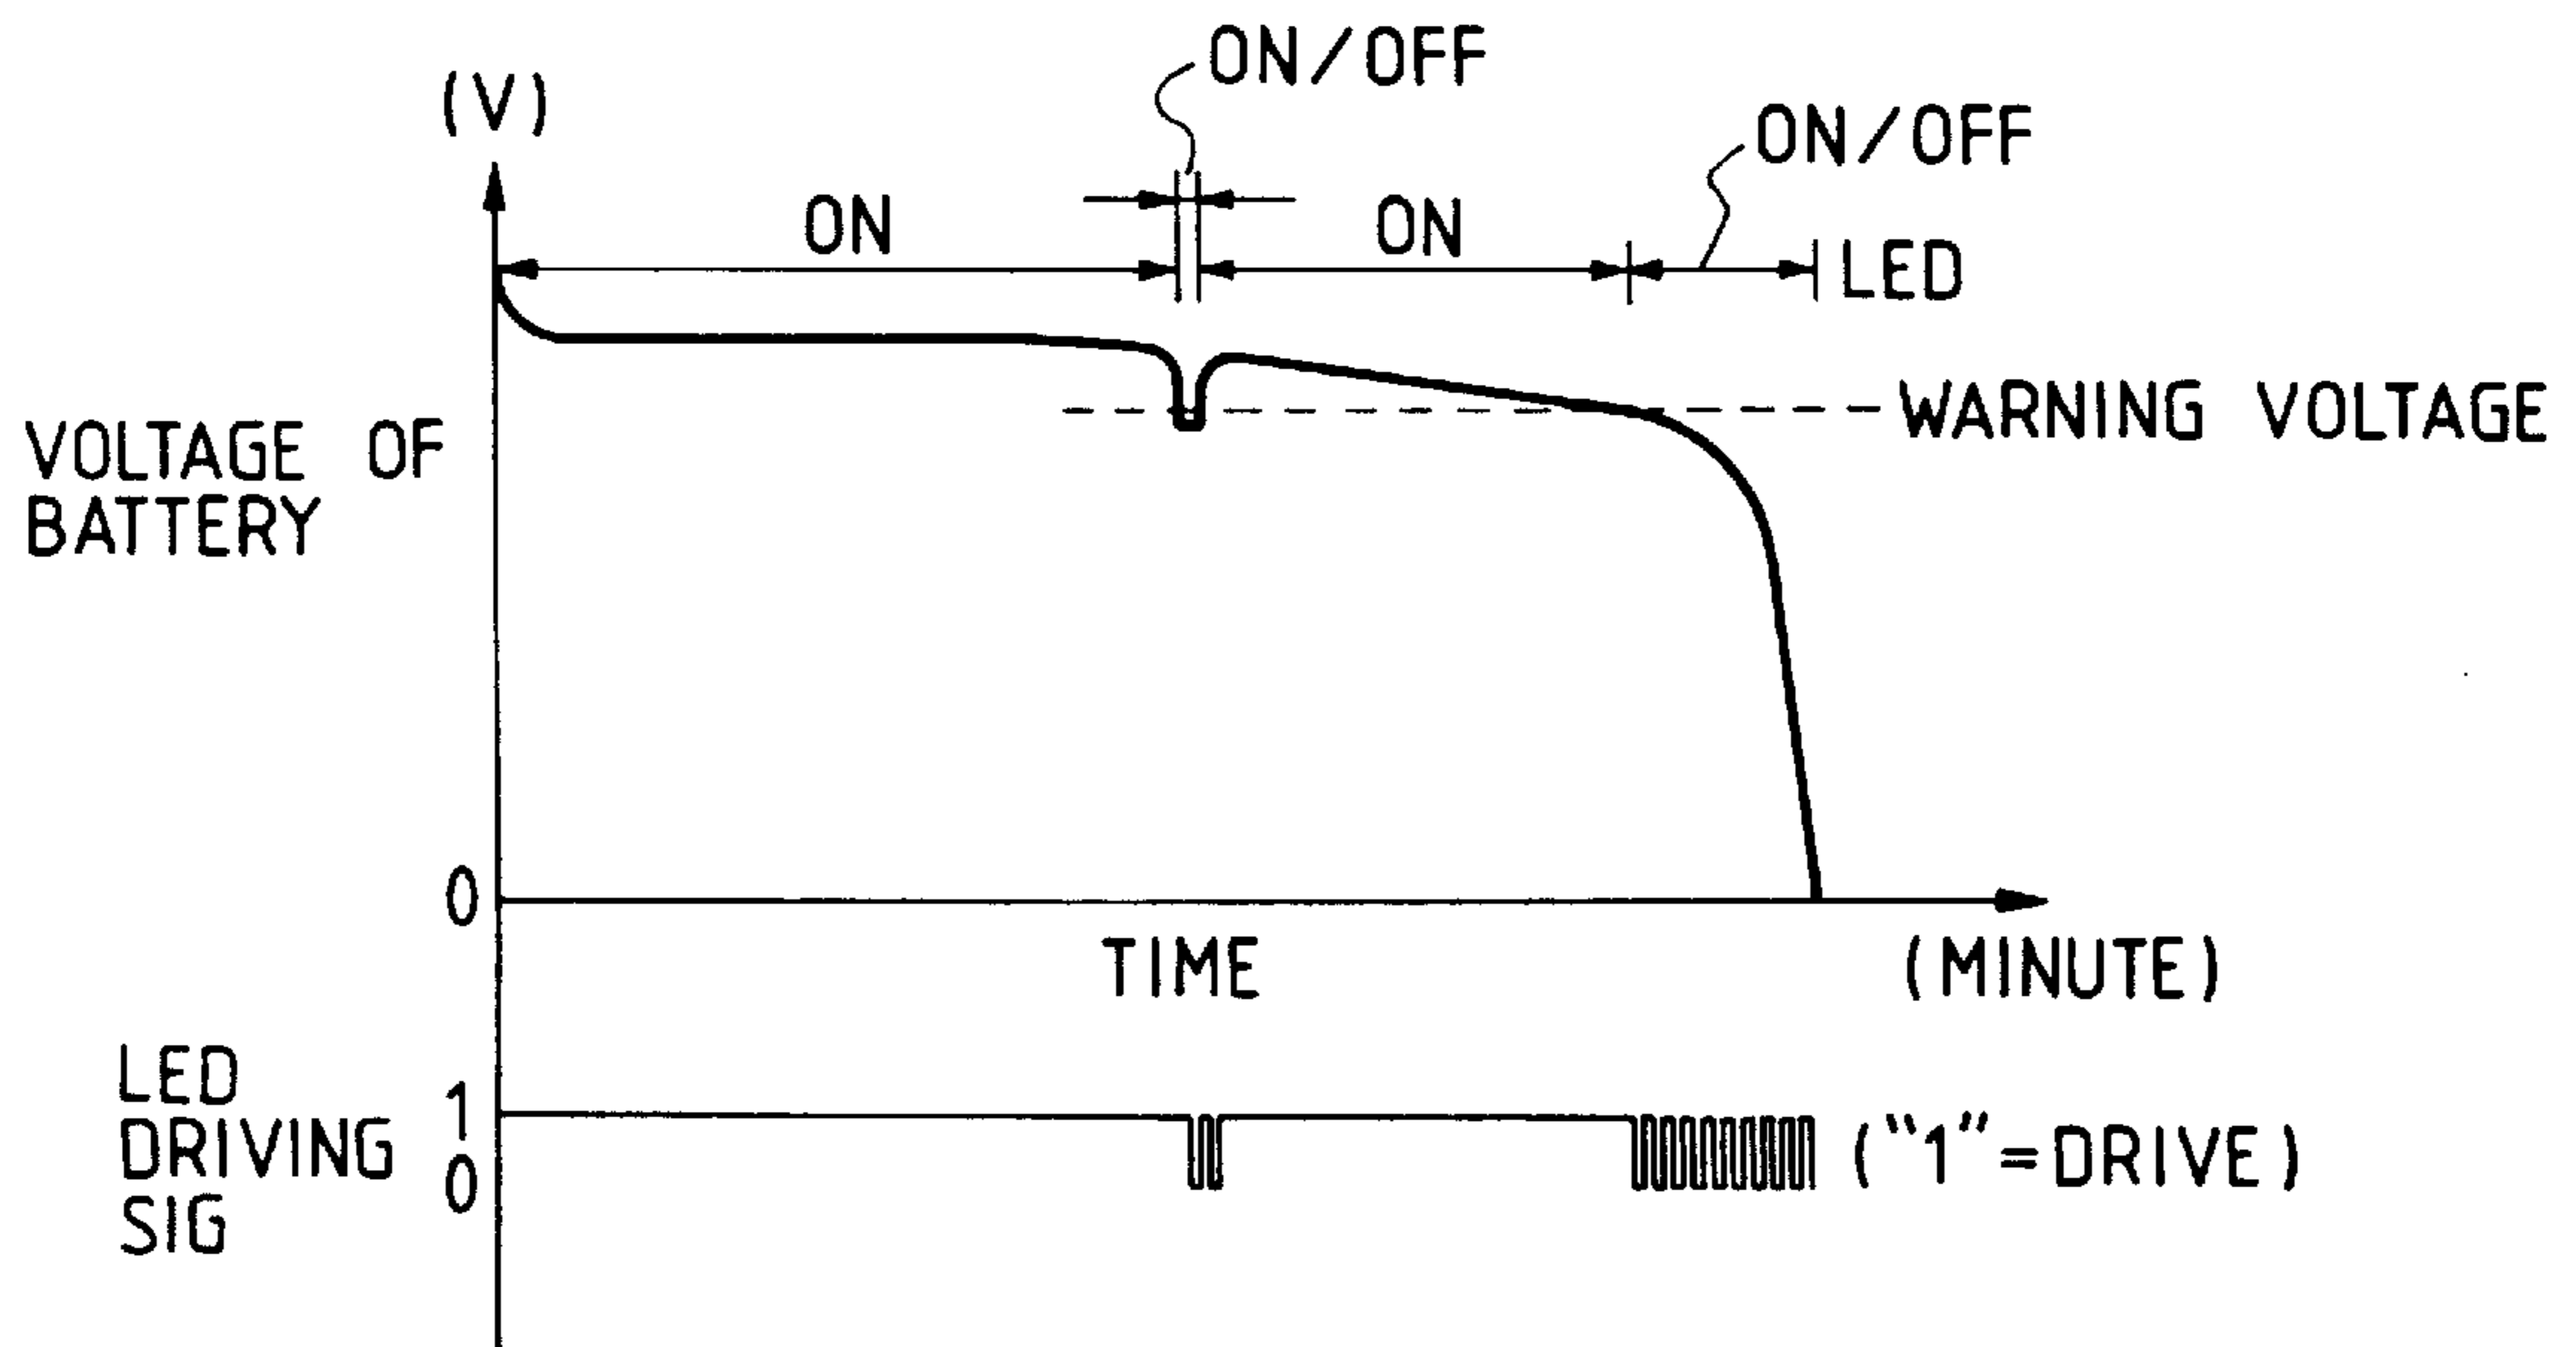 ON/OFF
(V)
ON/OFF
ON
ON
LED
WARNING VOLTAGE
VOLTAGE OF
BATTERY
0
TIME
(MINUTE)
LED
DRIVING
SIG
1
0
("1"=DRIVE)